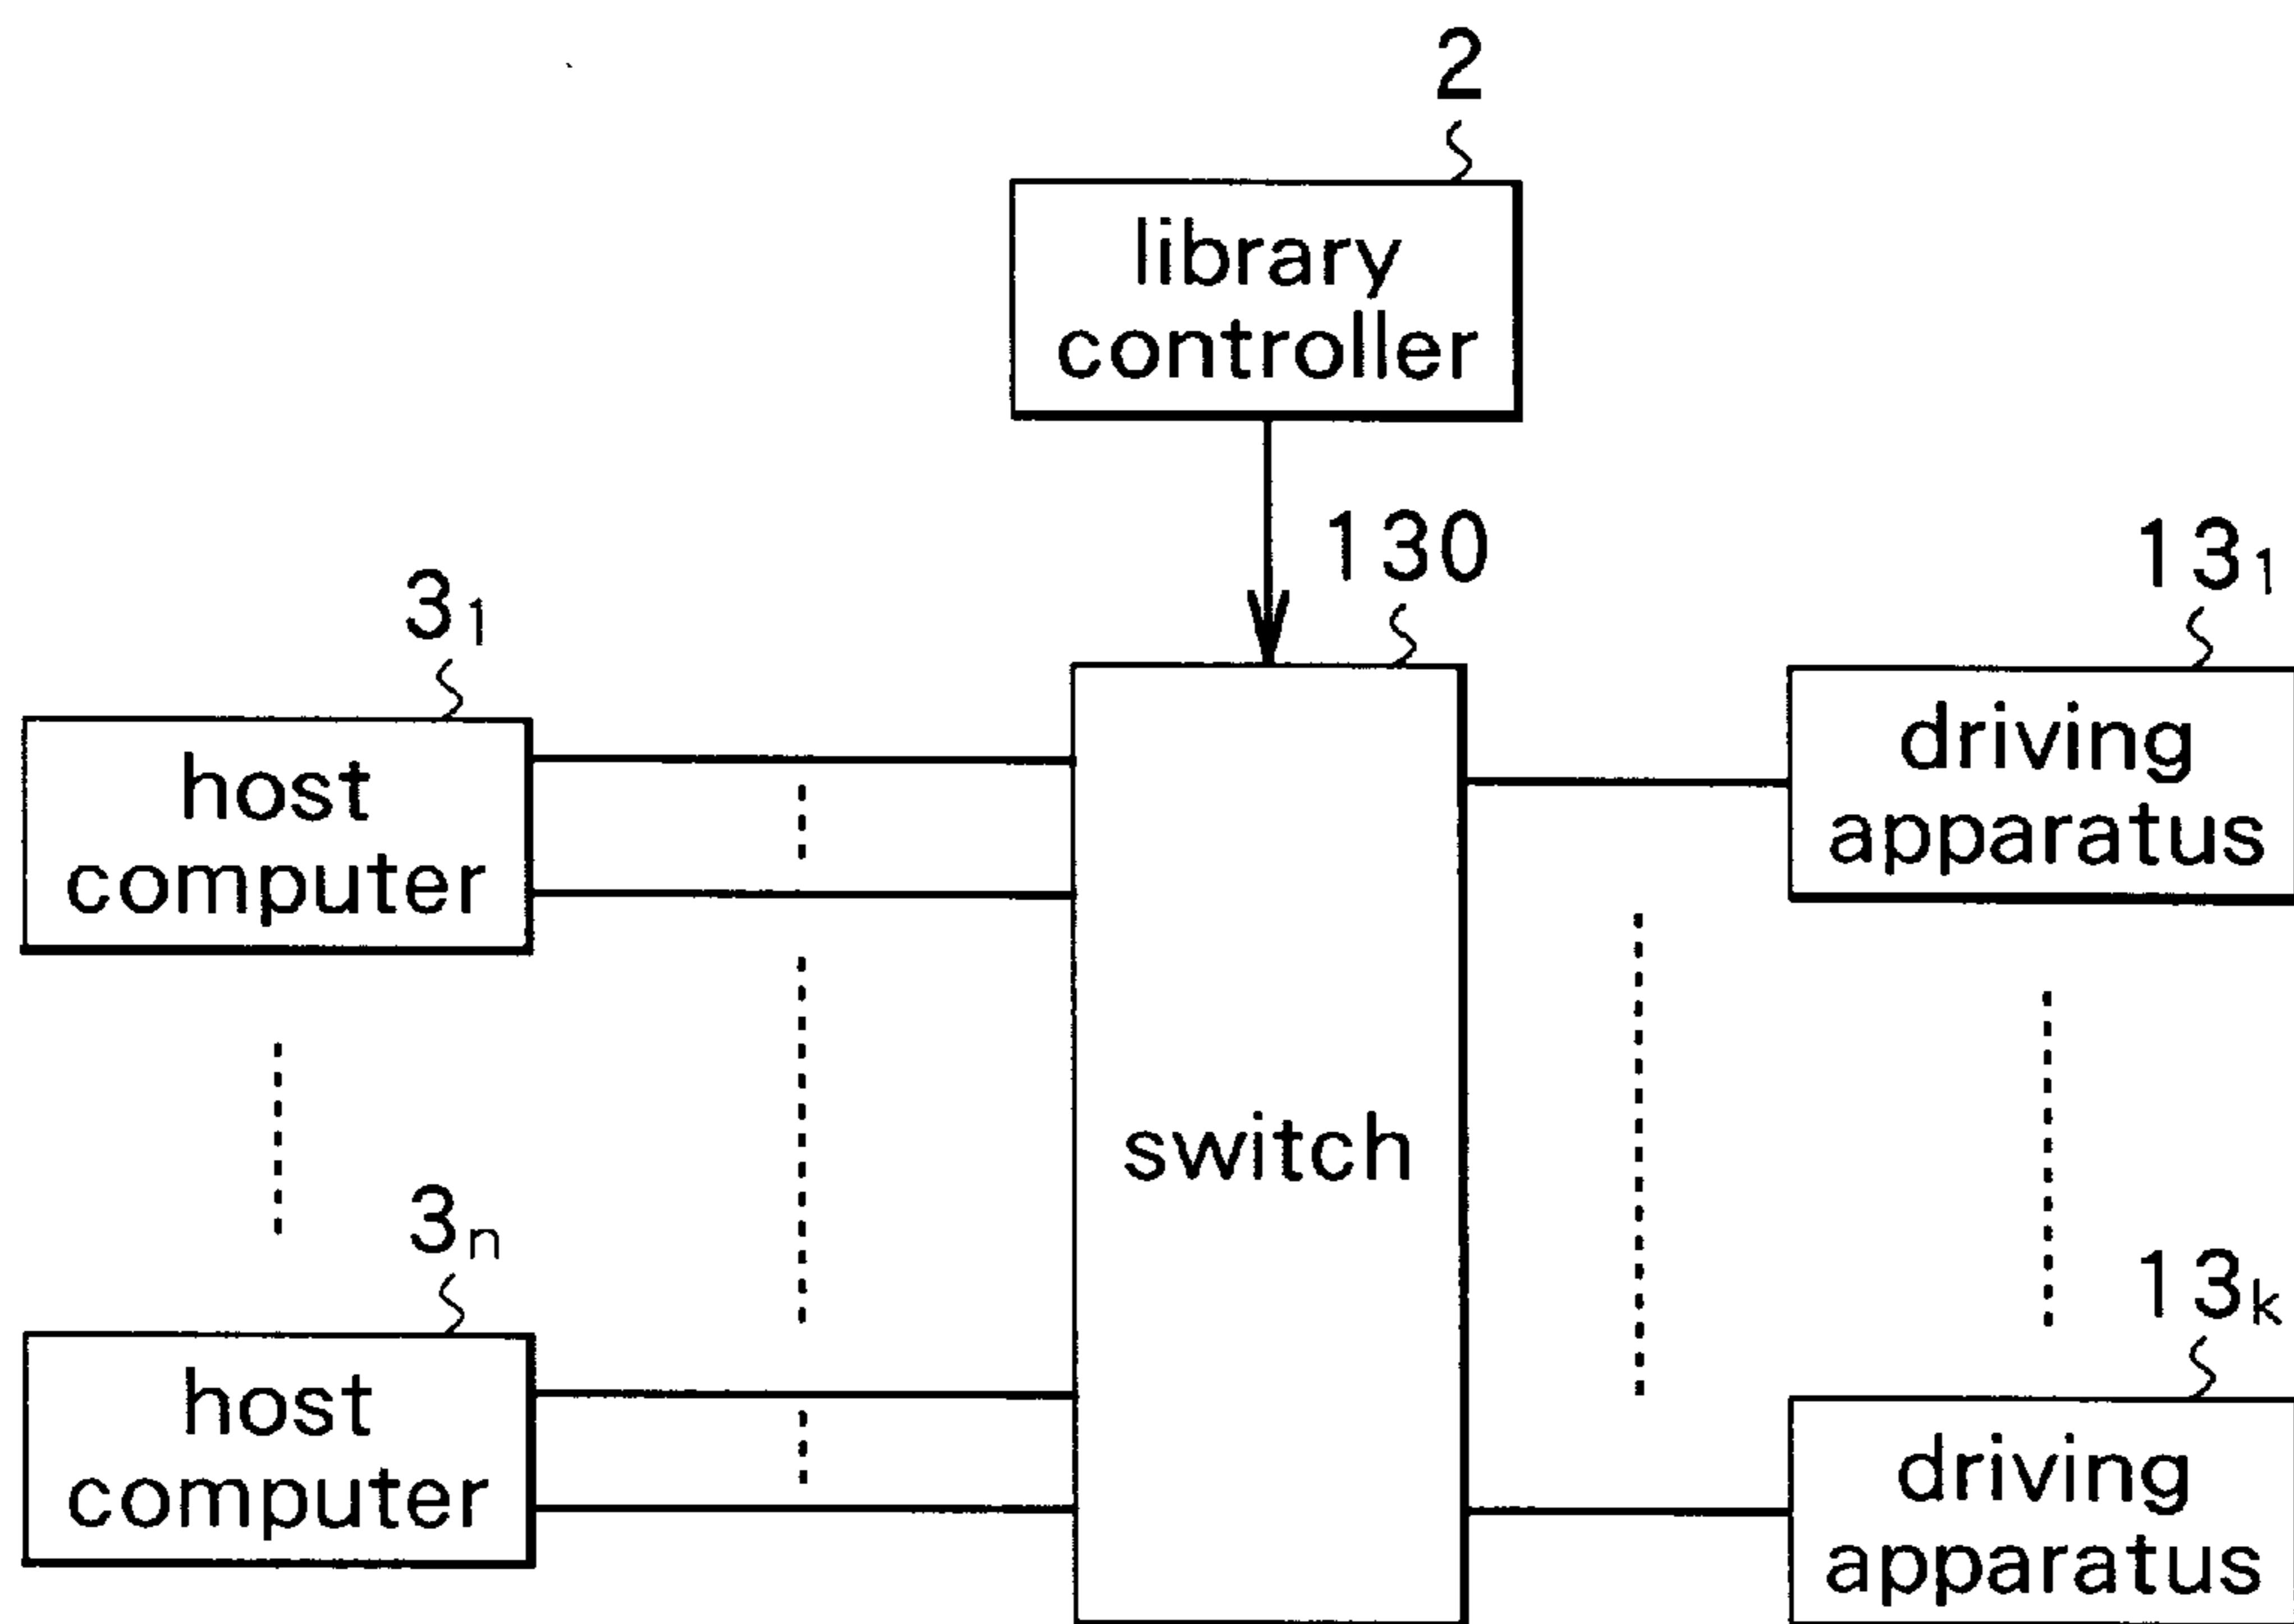 2
library
controller
130
13₁
3₁
host
computer
driving
apparatus
switch
3ₙ
13ₖ
host
computer
driving
apparatus